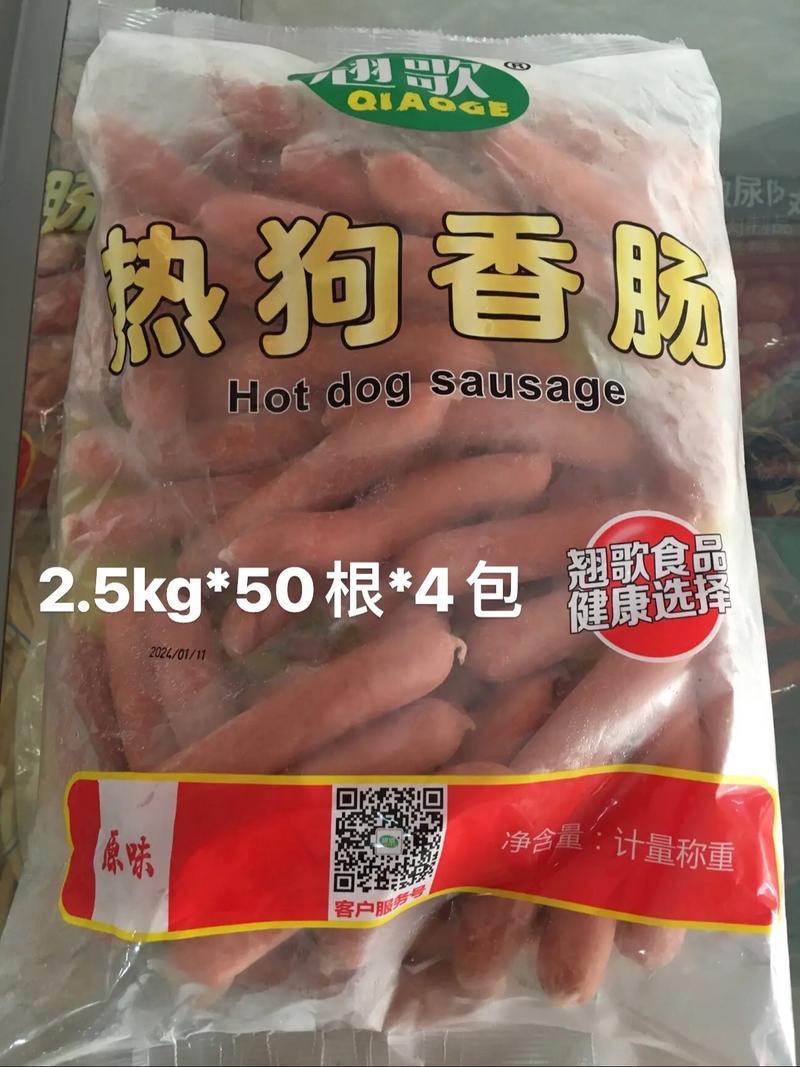 翘歌®
QIAOGE
热狗香肠
Hot dog sausage
翘歌食品
健康选择
2.5kg*50根*4包
2024/01/11
原味
净含量：计量称重
客户服务号
肠